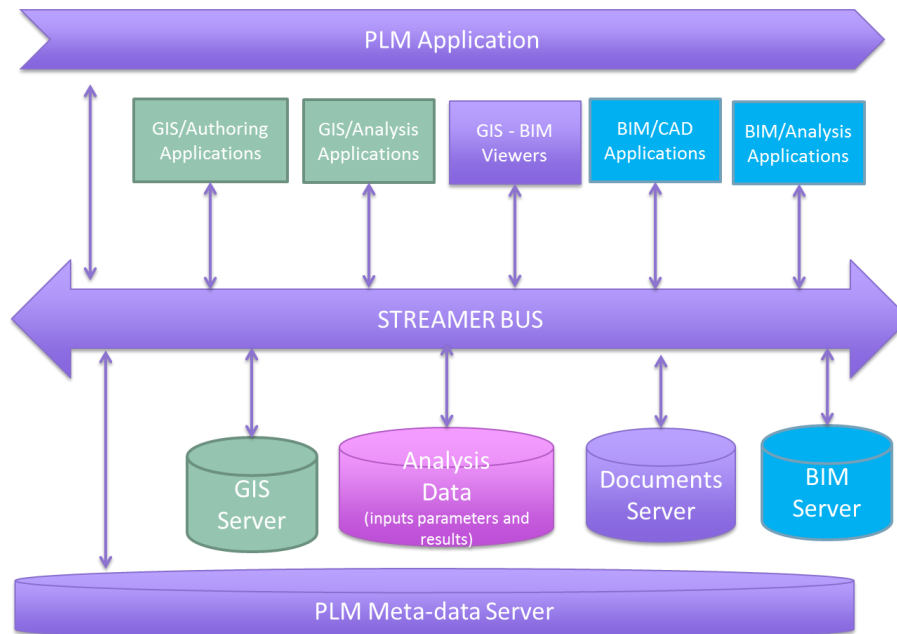 PLM Application
GIS/Authoring
Applications
GIS/Analysis
Applications
GIS - BIM
Viewers
BIM/CAD
Applications
BIM/Analysis
Applications
STREAMER BUS
GIS
Server
Analysis
Data
(inputs parameters and
results)
Documents
Server
BIM
Server
PLM Meta-data Server